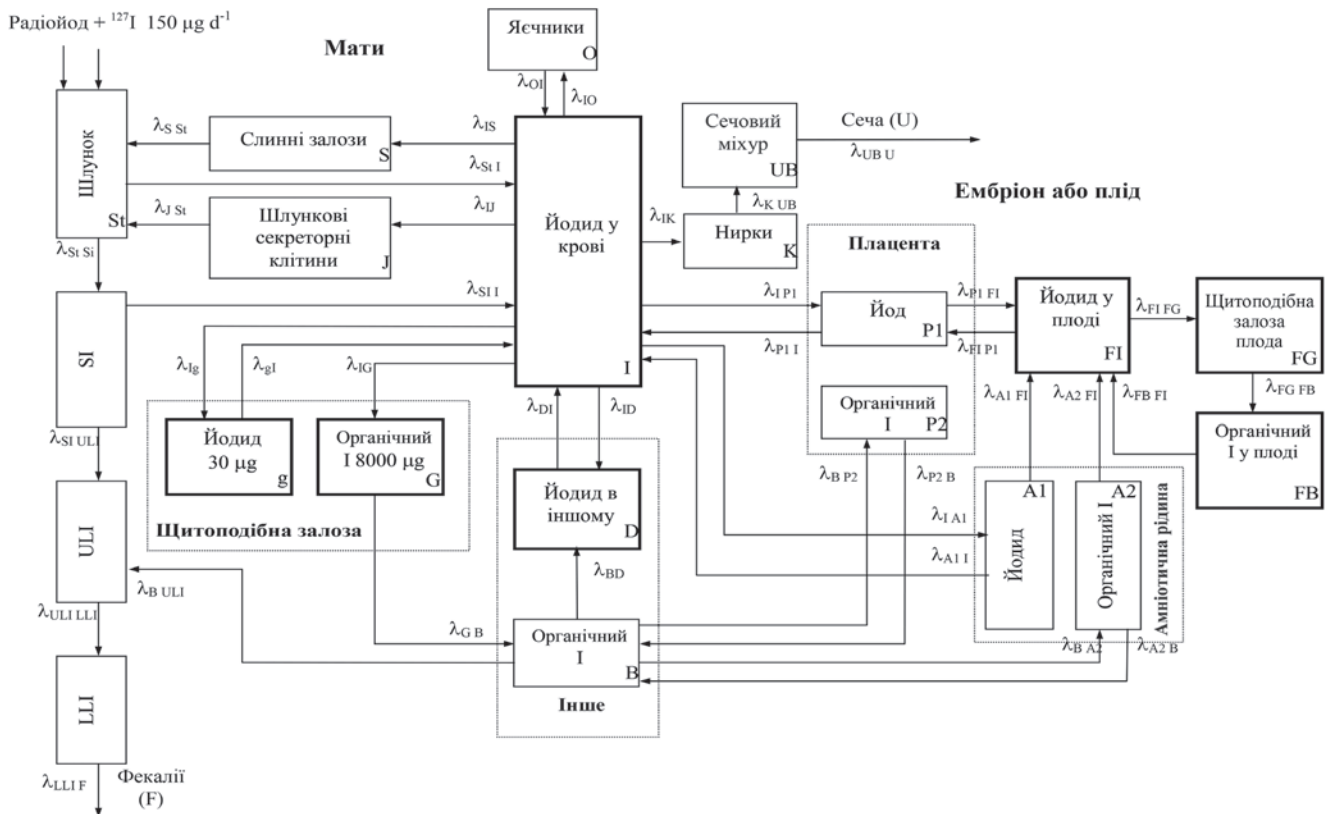 Радіойод + ¹²⁷I 150 μg d⁻¹
Мати
Яєчники
O
λOI
λIO
Шлунок
St
λS St
Слинні залози
S
λIS
λSt I
λJ St
Шлункові
секреторні
клітини
J
λIJ
Йодид у
крові
I
Сечовий
міхур
UB
Сеча (U)
λUB U
λK UB
λIK
Нирки
K
Ембріон або плід
Плацента
λSt Si
λSI I
SI
λI P1
Йод
P1
λP1 I
λP1 FI
λFI P1
Йодид у
плоді
FI
λFI FG
Щитоподібна
залоза
плода
FG
λIg
λgI
λIG
λDI
λID
λA1 FI
λA2 FI
λFB FI
λFG FB
Органічний
I
P2
Органічний
I у плоді
FB
λSI ULI
Йодид
30 μg
g
Органічний
I 8000 μg
G
Щитоподібна залоза
λB P2
λP2 B
ULI
Йодид в
іншому
D
λI A1
λA1 I
A1
Йодид
A2
Органічний I
Амніотична рідина
λBD
λB ULI
λULI LLI
λG B
Органічний
I
B
Інше
λB A2
λA2 B
LLI
λLLI F
Фекалії
(F)